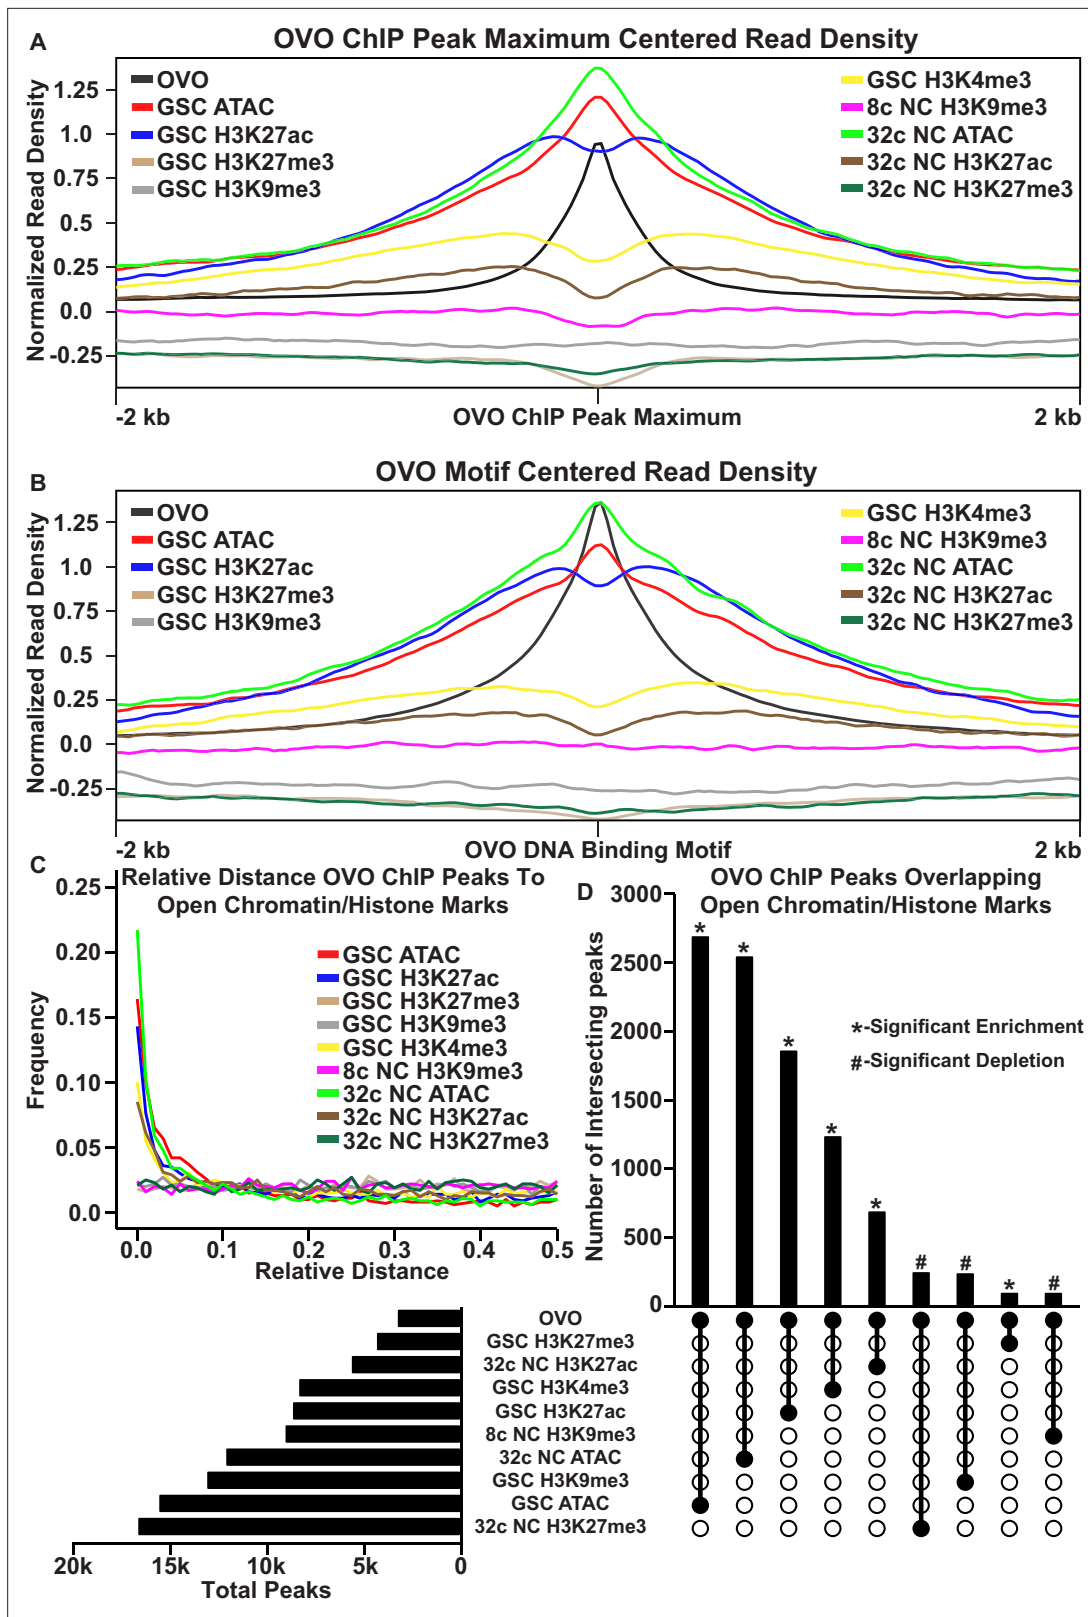 A
OVO ChIP Peak Maximum Centered Read Density
Normalized Read Density
1.25
1.0
0.75
0.5
0.25
0.0
-0.25
OVO
GSC ATAC
GSC H3K27ac
GSC H3K27me3
GSC H3K9me3
GSC H3K4me3
8c NC H3K9me3
32c NC ATAC
32c NC H3K27ac
32c NC H3K27me3
-2 kb
OVO ChIP Peak Maximum
2 kb
B
OVO Motif Centered Read Density
Normalized Read Density
1.25
1.0
0.75
0.5
0.25
0.0
-0.25
OVO
GSC ATAC
GSC H3K27ac
GSC H3K27me3
GSC H3K9me3
GSC H3K4me3
8c NC H3K9me3
32c NC ATAC
32c NC H3K27ac
32c NC H3K27me3
-2 kb
OVO DNA Binding Motif
2 kb
C
Relative Distance OVO ChIP Peaks To
Open Chromatin/Histone Marks
Frequency
0.25
0.20
0.15
0.10
0.05
0.0
GSC ATAC
GSC H3K27ac
GSC H3K27me3
GSC H3K9me3
GSC H3K4me3
8c NC H3K9me3
32c NC ATAC
32c NC H3K27ac
32c NC H3K27me3
0.0
0.1
0.2
0.3
0.4
0.5
Relative Distance
D
OVO ChIP Peaks Overlapping
Open Chromatin/Histone Marks
Number of Intersecting peaks
3000
2500
2000
1500
1000
500
0
*
*
*
*
*
#
#
*
#
*-Significant Enrichment
#-Significant Depletion
OVO
GSC H3K27me3
32c NC H3K27ac
GSC H3K4me3
GSC H3K27ac
8c NC H3K9me3
32c NC ATAC
GSC H3K9me3
GSC ATAC
32c NC H3K27me3
20k
15k
10k
5k
0
Total Peaks